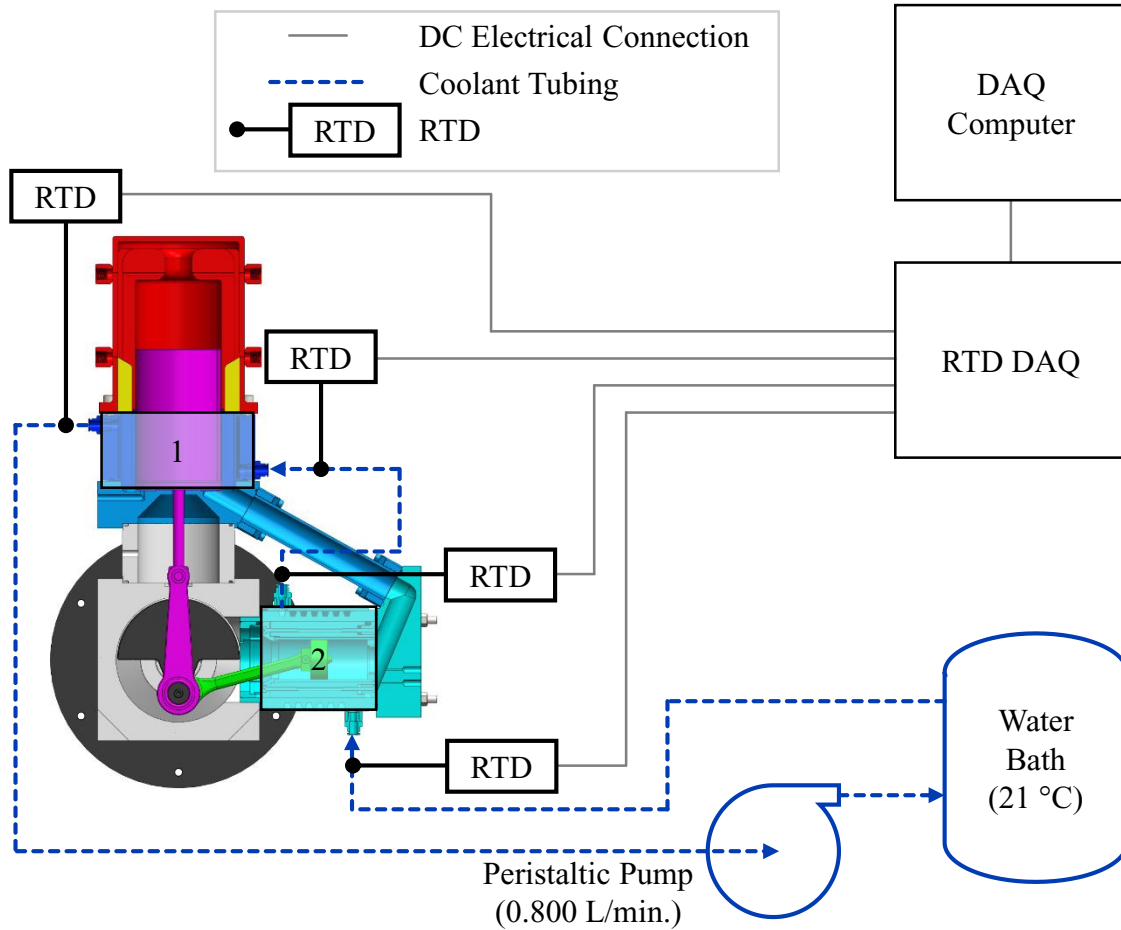 DC Electrical Connection
Coolant Tubing
RTD
RTD
DAQ
Computer
RTD
RTD
RTD DAQ
1
RTD
2
RTD
Water
Bath
(21 °C)
Peristaltic Pump
(0.800 L/min.)